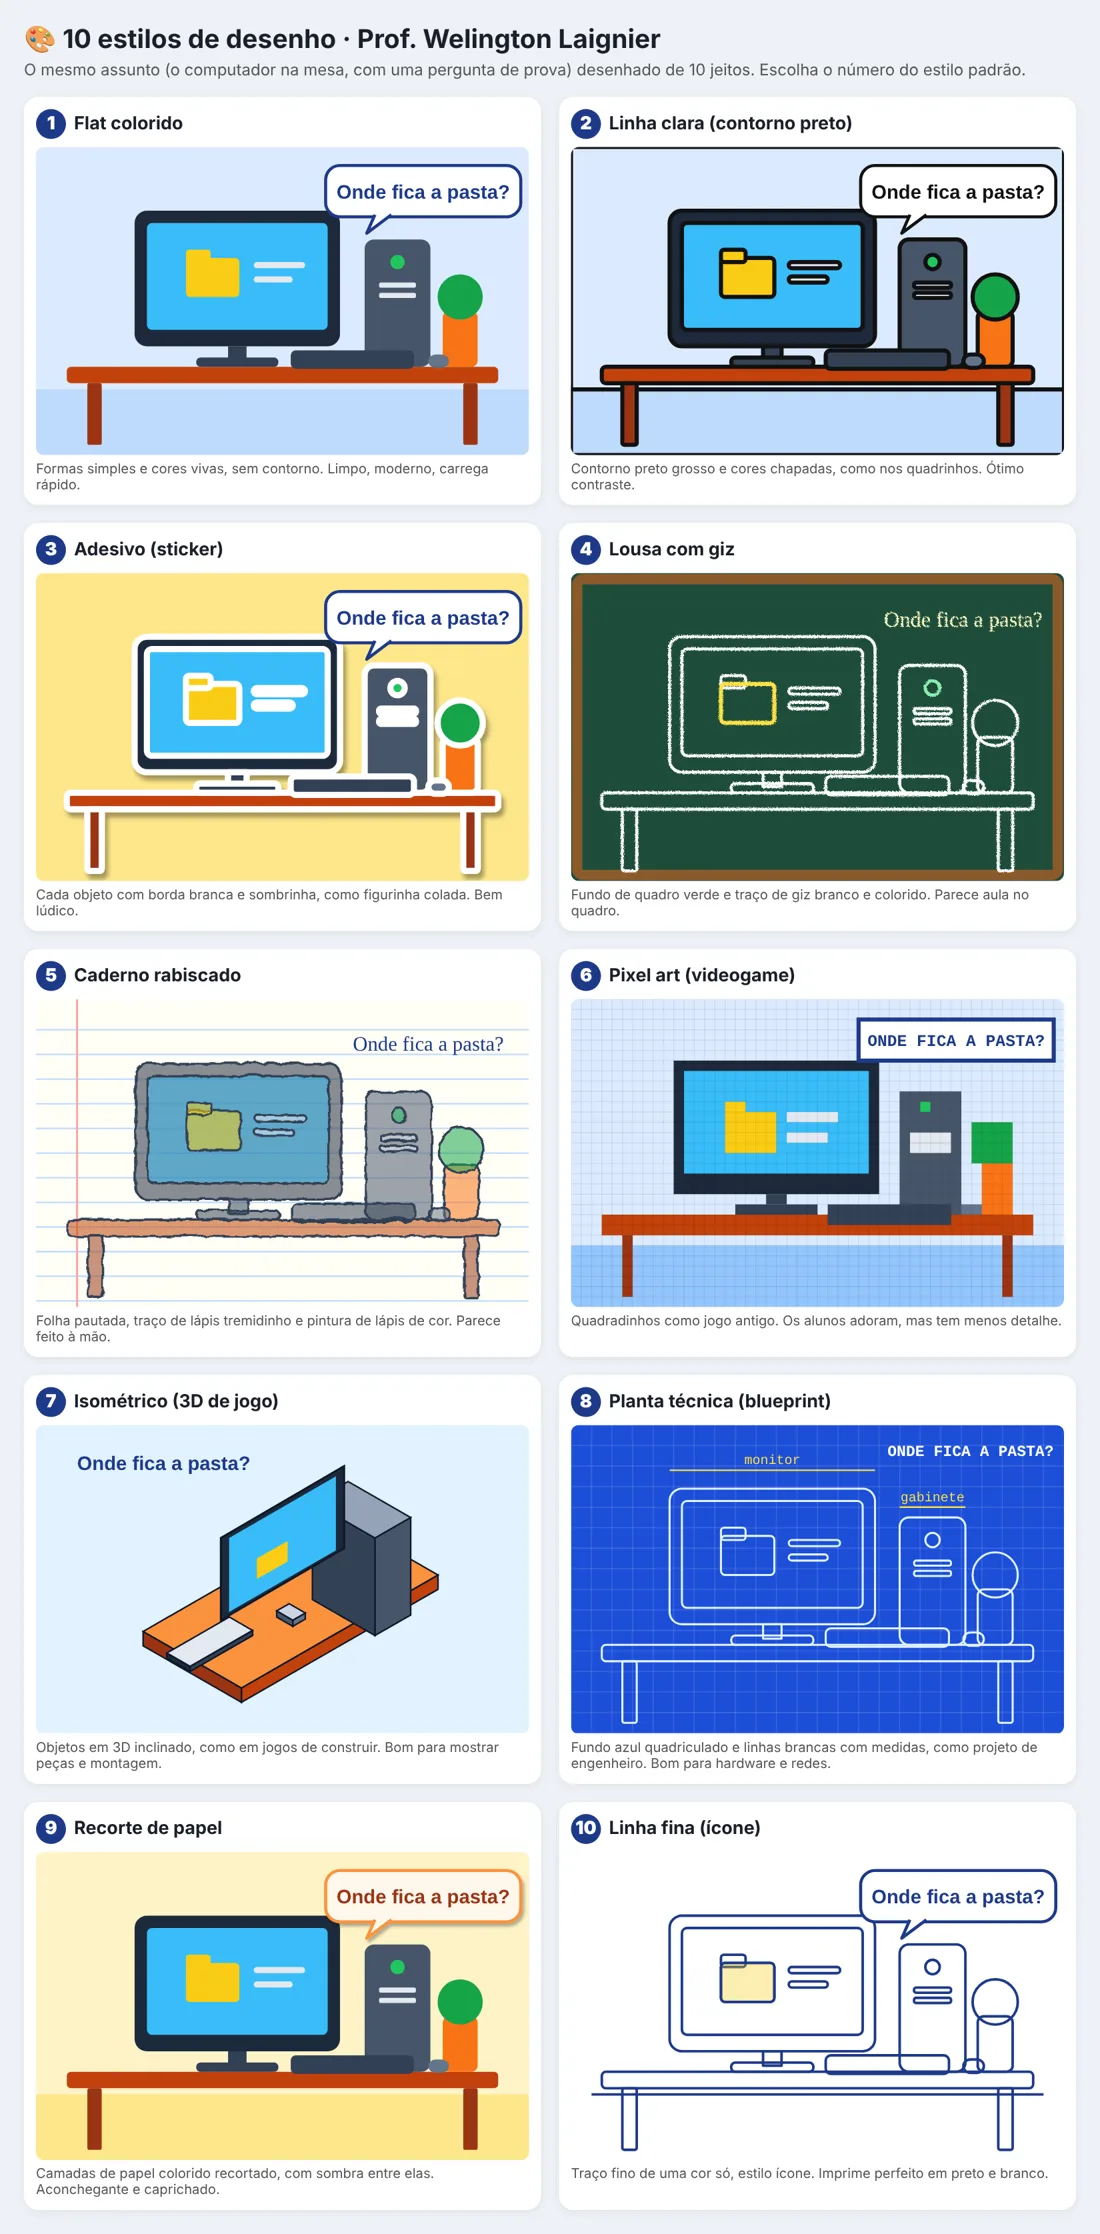 🎨 10 estilos de desenho · Prof. Welington Laignier
O mesmo assunto (o computador na mesa, com uma pergunta de prova) desenhado de 10 jeitos. Escolha o número do estilo padrão.
1 Flat colorido
Onde fica a pasta?
Formas simples e cores vivas, sem contorno. Limpo, moderno, carrega
rápido.
2 Linha clara (contorno preto)
Onde fica a pasta?
Contorno preto grosso e cores chapadas, como nos quadrinhos. Ótimo
contraste.
3 Adesivo (sticker)
Onde fica a pasta?
Cada objeto com borda branca e sombrinha, como figurinha colada. Bem
lúdico.
4 Lousa com giz
Onde fica a pasta?
Fundo de quadro verde e traço de giz branco e colorido. Parece aula no
quadro.
5 Caderno rabiscado
Onde fica a pasta?
Folha pautada, traço de lápis tremidinho e pintura de lápis de cor. Parece
feito à mão.
6 Pixel art (videogame)
ONDE FICA A PASTA?
Quadradinhos como jogo antigo. Os alunos adoram, mas tem menos detalhe.
7 Isométrico (3D de jogo)
Onde fica a pasta?
Objetos em 3D inclinado, como em jogos de construir. Bom para mostrar
peças e montagem.
8 Planta técnica (blueprint)
ONDE FICA A PASTA?
monitor
gabinete
Fundo azul quadriculado e linhas brancas com medidas, como projeto de
engenheiro. Bom para hardware e redes.
9 Recorte de papel
Onde fica a pasta?
Camadas de papel colorido recortado, com sombra entre elas.
Aconchegante e caprichado.
10 Linha fina (ícone)
Onde fica a pasta?
Traço fino de uma cor só, estilo ícone. Imprime perfeito em preto e branco.